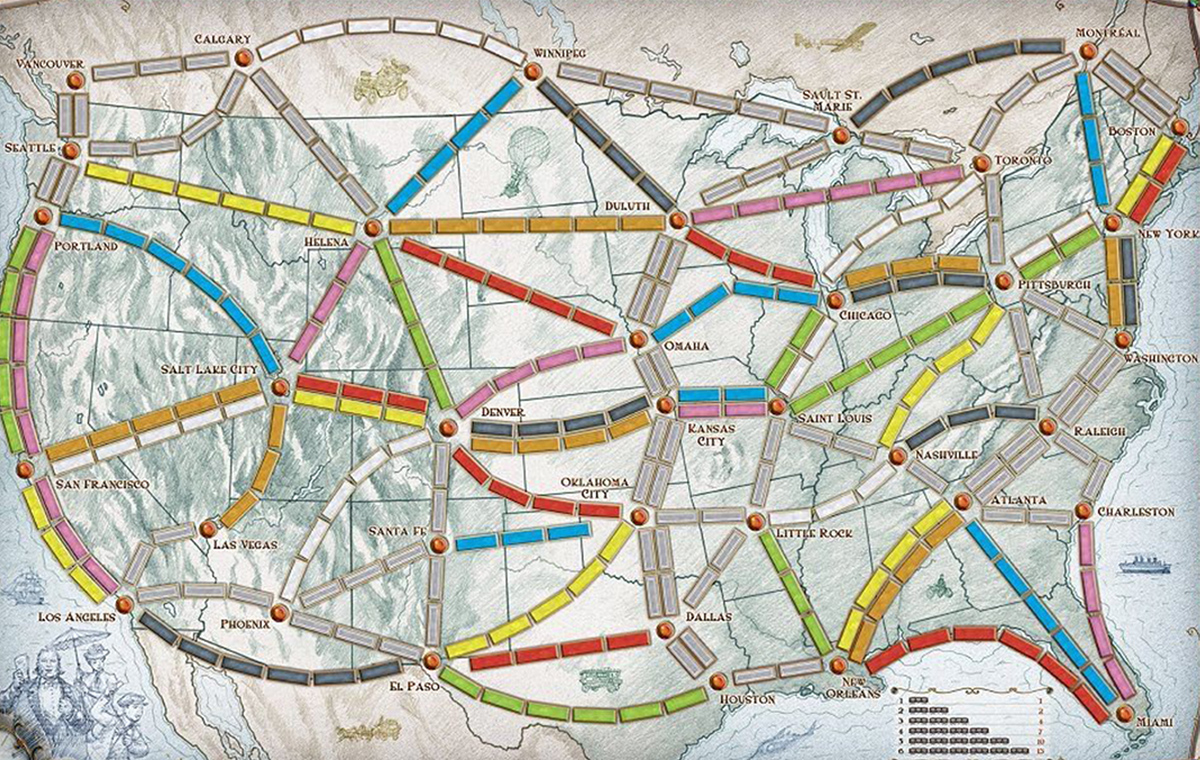 CALGARY
WINNIPEG
MONTRÉAL
VANCOUVER
SAULT ST.
MARIE
BOSTON
SEATTLE
TORONTO
DULUTH
NEW YORK
PORTLAND
HELENA
PITTSBURGH
CHICAGO
OMAHA
WASHINGTON
SALT LAKE CITY
DENVER
KANSAS
CITY
SAINT LOUIS
RALEIGH
NASHVILLE
SAN FRANCISCO
OKLAHOMA
CITY
ATLANTA
CHARLESTON
LAS VEGAS
SANTA FE
LITTLE ROCK
LOS ANGELES
PHOENIX
DALLAS
EL PASO
HOUSTON
NEW
ORLEANS
MIAMI
1 1
2 2
3 4
4 7
5 10
6 15